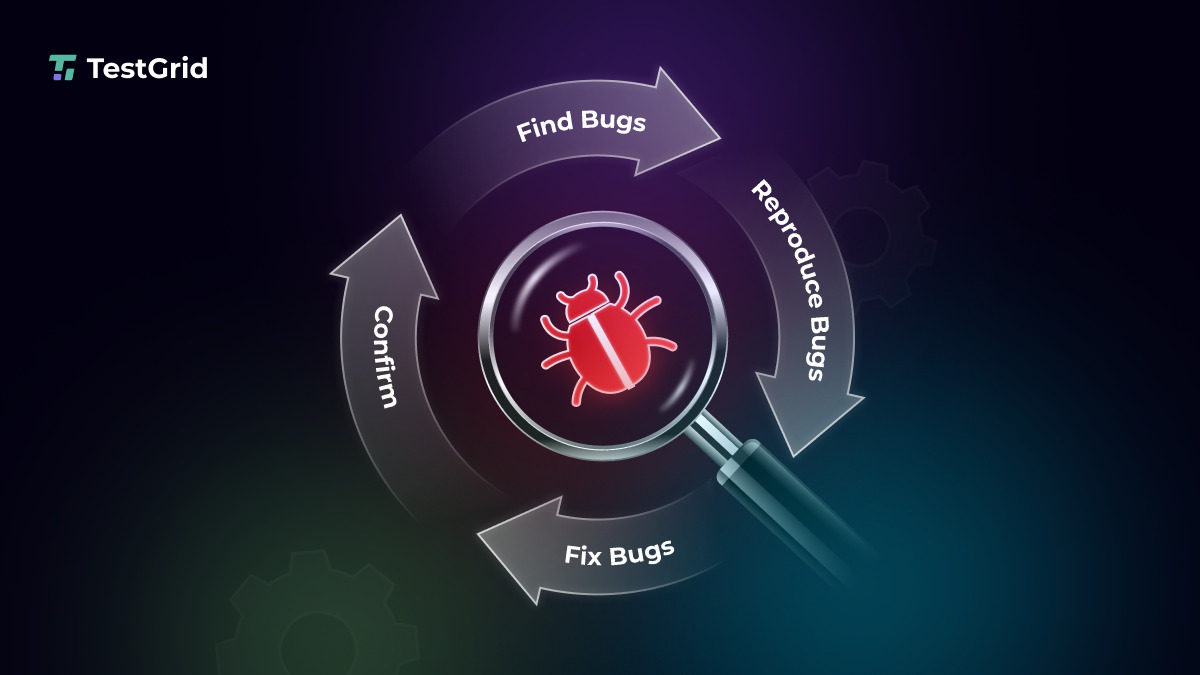 TestGrid
Find Bugs
Reproduce Bugs
Fix Bugs
Confirm